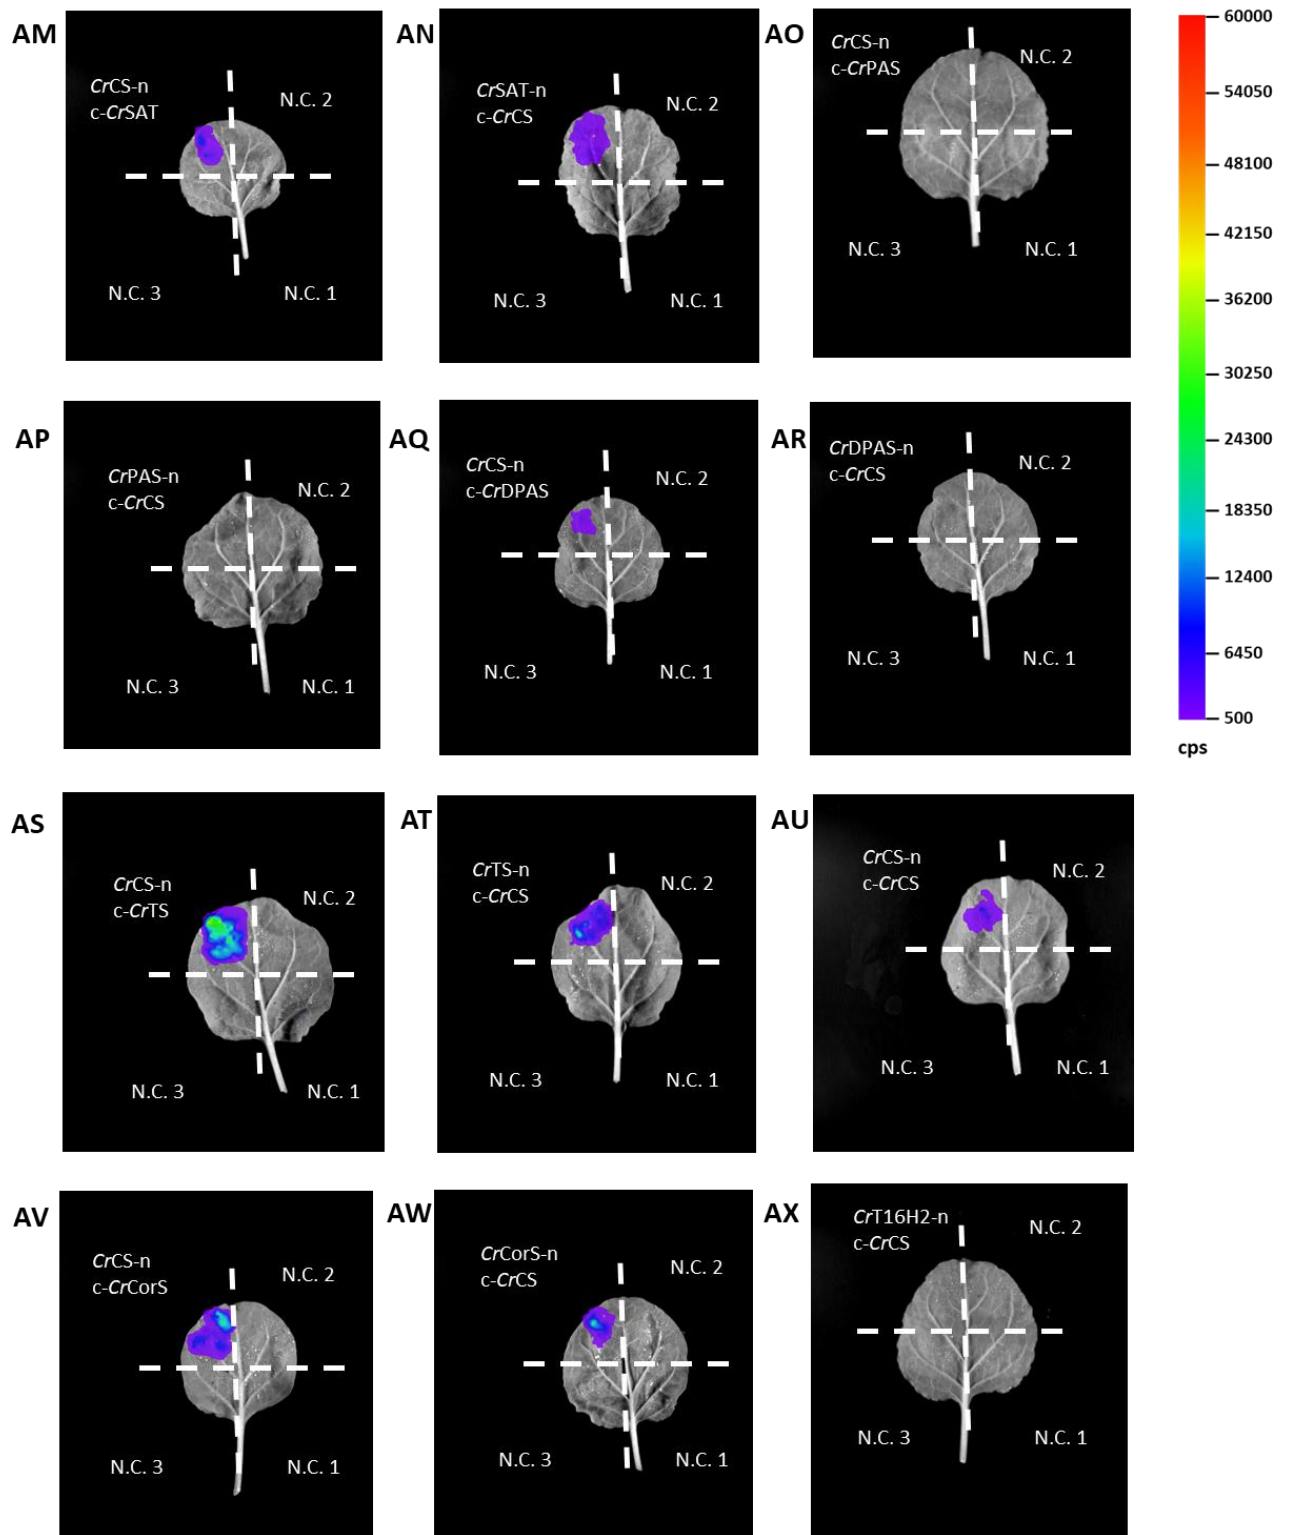 AM
CrCS-n
c-CrSAT
N.C. 2
N.C. 3
N.C. 1
AN
CrSAT-n
c-CrCS
N.C. 2
N.C. 3
N.C. 1
AO
CrCS-n
c-CrPAS
N.C. 2
N.C. 3
N.C. 1
60000
54050
48100
42150
36200
30250
24300
18350
12400
6450
500
cps
AP
CrPAS-n
c-CrCS
N.C. 2
N.C. 3
N.C. 1
AQ
CrCS-n
c-CrDPAS
N.C. 2
N.C. 3
N.C. 1
AR
CrDPAS-n
c-CrCS
N.C. 2
N.C. 3
N.C. 1
AS
CrCS-n
c-CrTS
N.C. 2
N.C. 3
N.C. 1
AT
CrTS-n
c-CrCS
N.C. 2
N.C. 3
N.C. 1
AU
CrCS-n
c-CrCS
N.C. 2
N.C. 3
N.C. 1
AV
CrCS-n
c-CrCorS
N.C. 2
N.C. 3
N.C. 1
AW
CrCorS-n
c-CrCS
N.C. 2
N.C. 3
N.C. 1
AX
CrT16H2-n
c-CrCS
N.C. 2
N.C. 3
N.C. 1